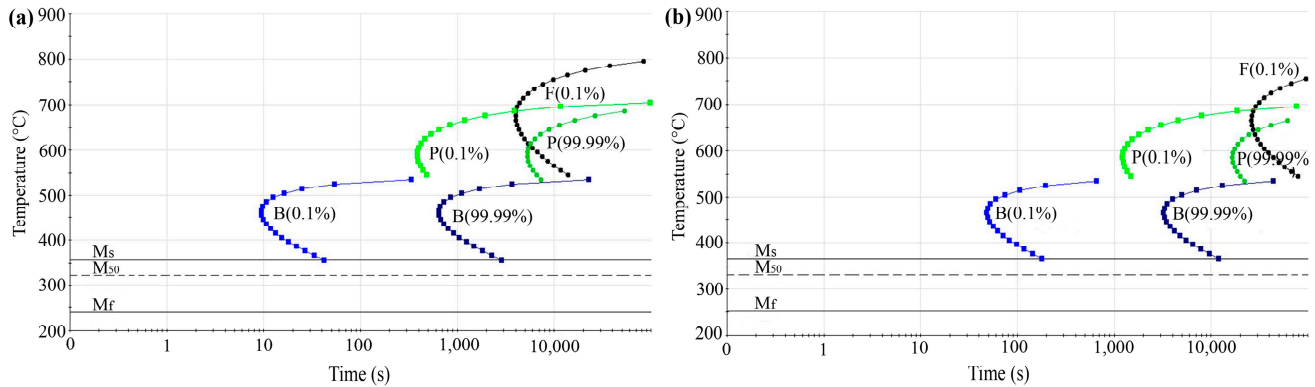 (a)
900
800
700
600
500
400
300
200
Temperature (°C)
F(0.1%)
P(0.1%)
P(99.99%)
B(0.1%)
B(99.99%)
Ms
M50
Mf
0 1 10 100 1,000 10,000
Time (s)
(b)
900
800
700
600
500
400
300
200
Temperature (°C)
F(0.1%)
P(0.1%)
P(99.99%)
B(0.1%)
B(99.99%)
Ms
M50
Mf
0 1 10 100 1,000 10,000
Time (s)